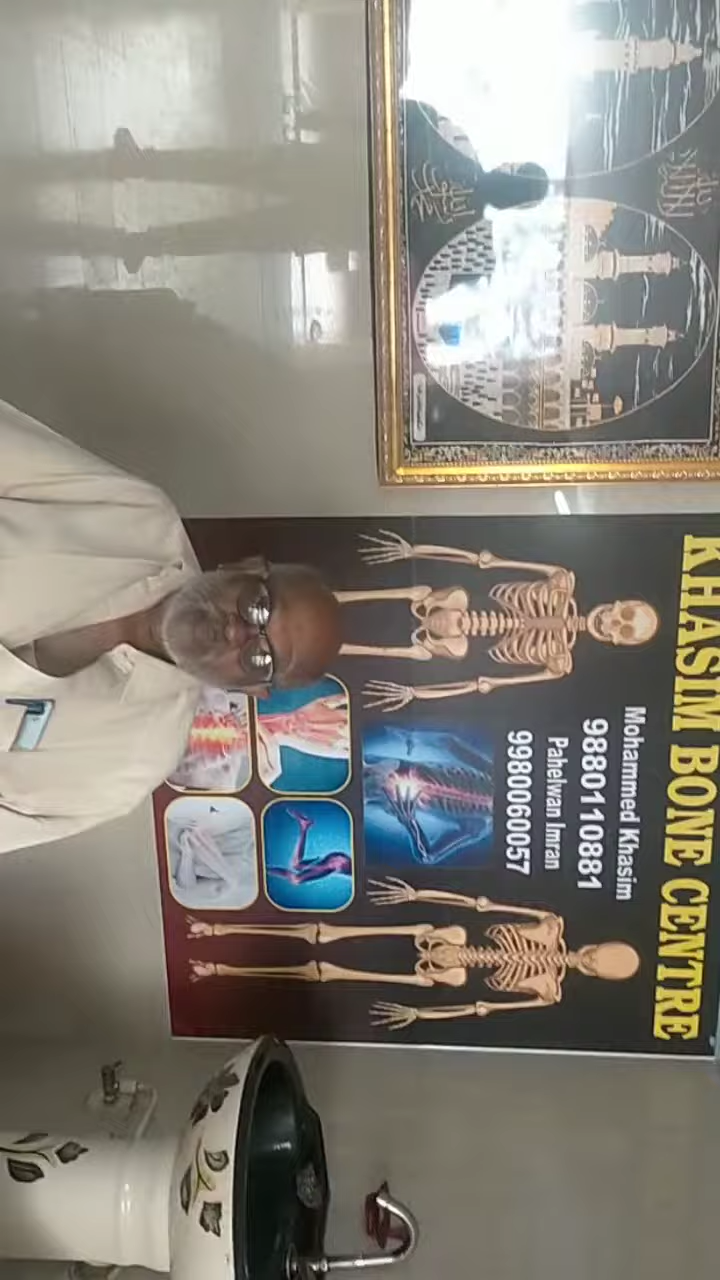 KHASIM BONE CENTRE
Mohammed Khasim
9880110881
Pahelwan Imran
9980060057